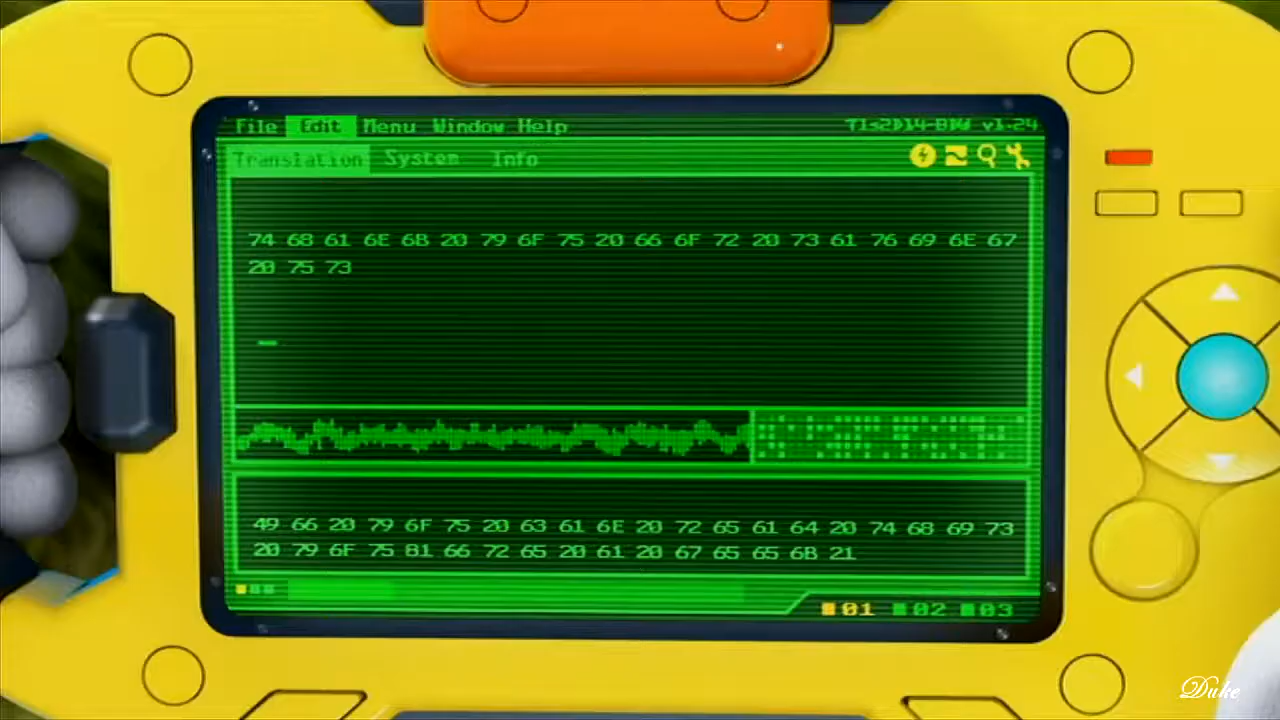 File Edit Menu Window Help
Translation System Info
74 68 61 6E 6B 20 79 6F 75 20 66 6F 72 20 73 61 76 69 6E 67
20 75 73
49 66 20 79 6F 75 20 63 61 6E 20 72 65 61 64 20 74 68 69 73
20 79 6F 75 81 66 72 65 20 61 20 67 65 65 6B 21
01 02 03
Duke